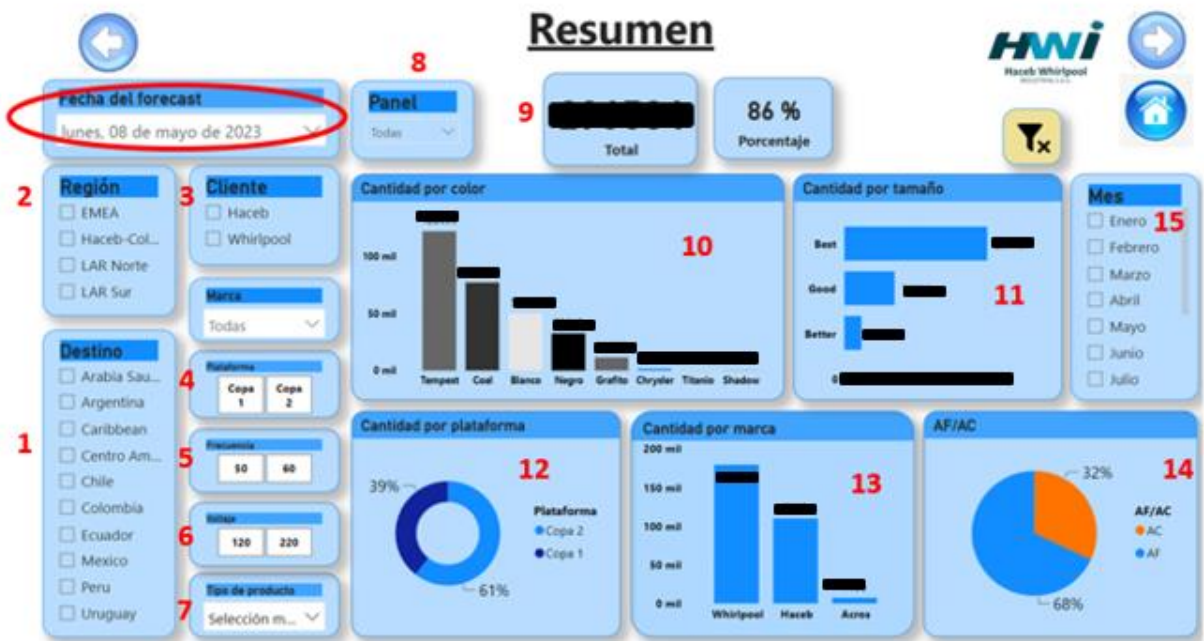 Resumen
HWI
Haceb Whirlpool
8
Fecha del forecast
lunes, 08 de mayo de 2023
Panel
Todas
9
Total
86 %
Porcentaje
2
Región
EMEA
Haceb-Col...
LAR Norte
LAR Sur
3
Cliente
Haceb
Whirlpool
Marca
Todas
1
Destino
Arabia Sau...
Argentina
Caribbean
Centro Am...
Chile
Colombia
Ecuador
Mexico
Peru
Uruguay
4
Plataforma
Copa 1
Copa 2
5
Frecuencia
50
60
6
Voltaje
120
220
7
Tipo de producto
Selección m...
Cantidad por color
10
100 mil
50 mil
0 mil
Tempest
Coal
Blanco
Negro
Grafito
Chrysler
Titanio
Shadow
Cantidad por tamaño
11
Best
Good
Better
0
Mes
15
Enero
Febrero
Marzo
Abril
Mayo
Junio
Julio
Cantidad por plataforma
12
39%
61%
Plataforma
Copa 2
Copa 1
Cantidad por marca
13
200 mil
150 mil
100 mil
50 mil
0 mil
Whirlpool
Haceb
Acros
AF/AC
14
32%
68%
AF/AC
AC
AF